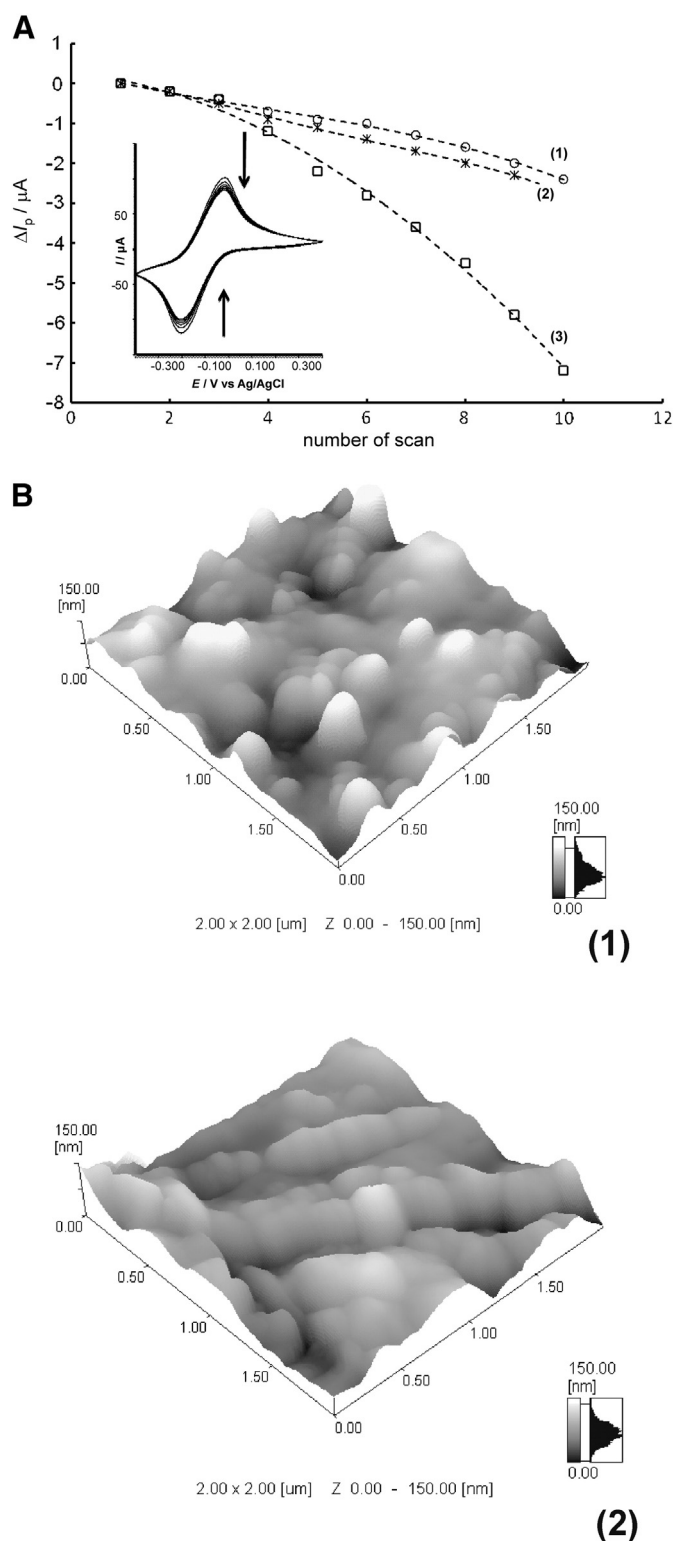 A
1
0
-1
-2
-3
-4
-5
-6
-7
-8
ΔIp / µA
(1)
(2)
(3)
50
-50
I / µA
-0.300 -0.100 0.100 0.300
E / V vs Ag/AgCl
0 2 4 6 8 10 12
number of scan
B
150.00
[nm]
0.00
0.50
1.00
1.50
0.00
0.50
1.00
1.50
150.00
[nm]
0.00
2.00 x 2.00 [um] Z 0.00 - 150.00 [nm]
(1)
150.00
[nm]
0.00
0.50
1.00
1.50
0.00
0.50
1.00
1.50
150.00
[nm]
0.00
2.00 x 2.00 [um] Z 0.00 - 150.00 [nm]
(2)